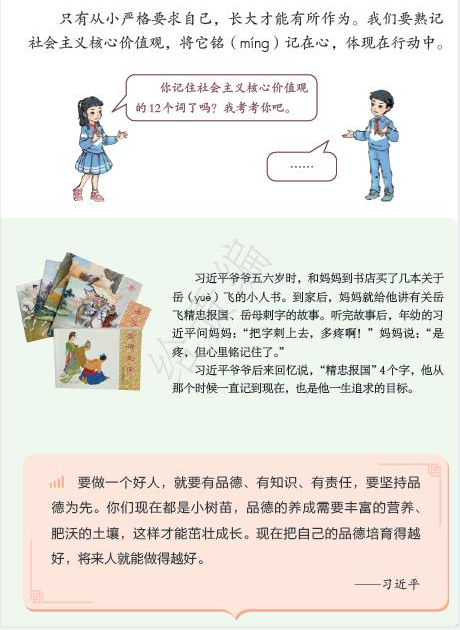 只有从小严格要求自己，长大才能有所作为。我们要熟记
社会主义核心价值观，将它铭（míng）记在心，体现在行动中。
你记住社会主义核心价值观
的12个词了吗？我考考你吧。
……
习近平爷爷五六岁时，和妈妈到书店买了几本关于
岳（yuè）飞的小人书。到家后，妈妈就给他讲有关岳
飞精忠报国、岳母刺字的故事。听完故事后，年幼的习
近平问妈妈：“把字刺上去，多疼啊！”妈妈说：“是
疼，但心里铭记住了。”
习近平爷爷后来回忆说，“精忠报国”4个字，他从
那个时候一直记到现在，也是他一生追求的目标。
岳母刺字
要做一个好人，就要有品德、有知识、有责任，要坚持品
德为先。你们现在都是小树苗，品德的养成需要丰富的营养、
肥沃的土壤，这样才能茁壮成长。现在把自己的品德培育得越
好，将来人就能做得越好。
——习近平